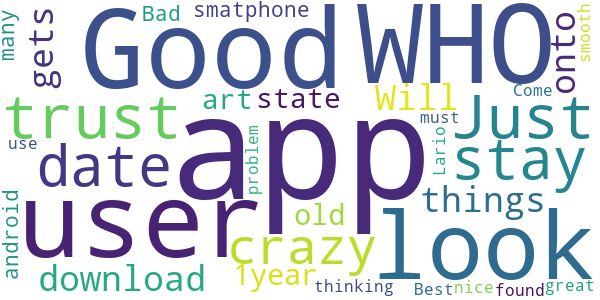 many
gets
Bad
smatphone
Good
WHO
onto
smooth
trust
art
state
Will
Come
Just
must
use
date
app
problem
Lario
stay
user
things
android
old
crazy
look
download
1year
thinking
Best
nice
found
great